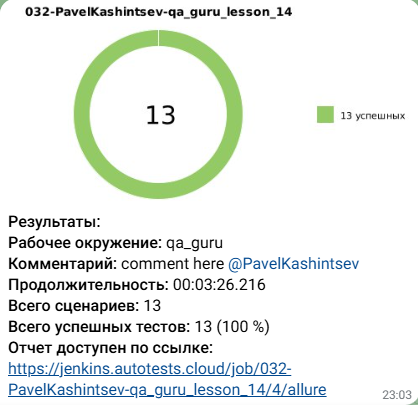 032-PavelKashintsev-qa_guru_lesson_14
13
13 успешных
Результаты:
Рабочее окружение: qa_guru
Комментарий: comment here @PavelKashintsev
Продолжительность: 00:03:26.216
Всего сценариев: 13
Всего успешных тестов: 13 (100 %)
Отчет доступен по ссылке:
https://jenkins.autotests.cloud/job/032-
PavelKashintsev-qa_guru_lesson_14/4/allure
23:03